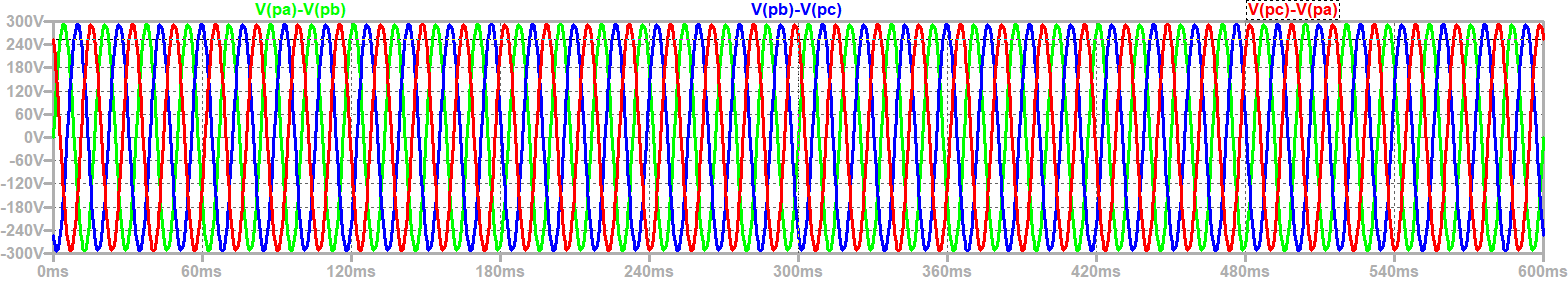 V(pa)-V(pb) V(pb)-V(pc) V(pc)-V(pa)
300V
240V
180V
120V
60V
0V
-60V
-120V
-180V
-240V
-300V
0ms 60ms 120ms 180ms 240ms 300ms 360ms 420ms 480ms 540ms 600ms